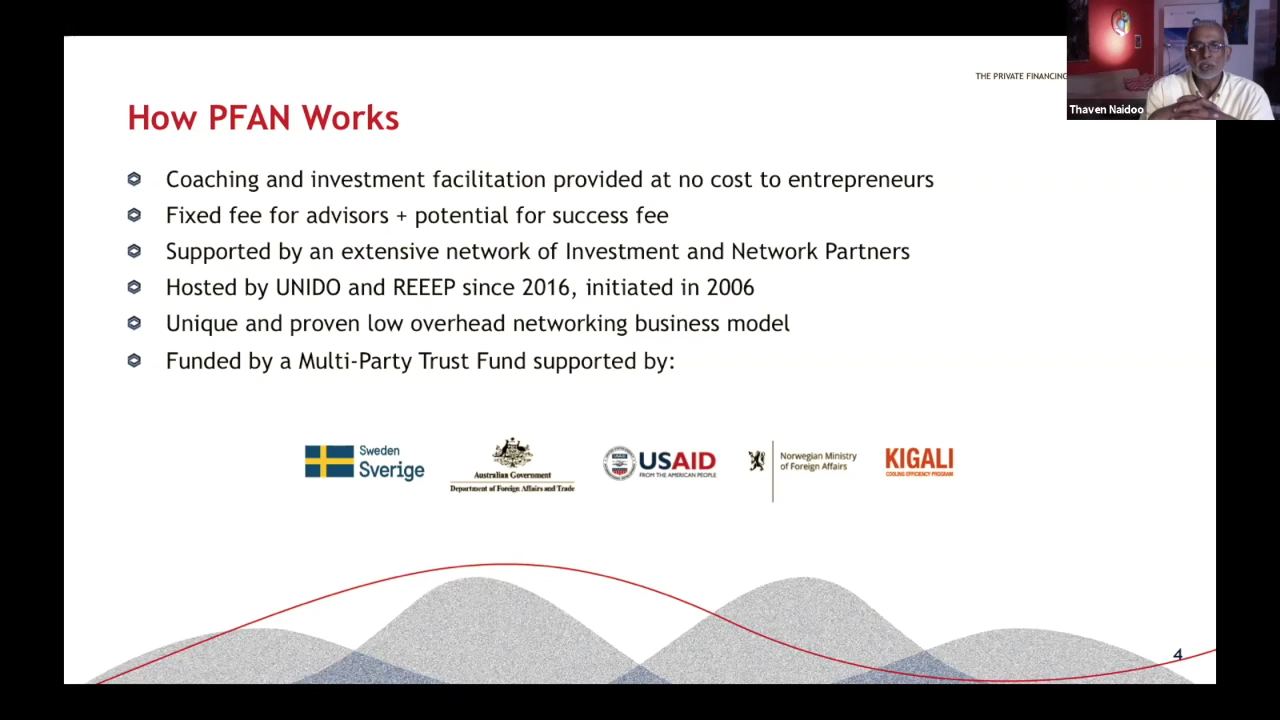 THE PRIVATE FINANCING
Thaven Naidoo
How PFAN Works
Coaching and investment facilitation provided at no cost to entrepreneurs
Fixed fee for advisors + potential for success fee
Supported by an extensive network of Investment and Network Partners
Hosted by UNIDO and REEEP since 2016, initiated in 2006
Unique and proven low overhead networking business model
Funded by a Multi-Party Trust Fund supported by:
Sweden
Sverige
Australian Government
Department of Foreign Affairs and Trade
USAID
FROM THE AMERICAN PEOPLE
Norwegian Ministry
of Foreign Affairs
KIGALI
COOLING EFFICIENCY PROGRAM
4